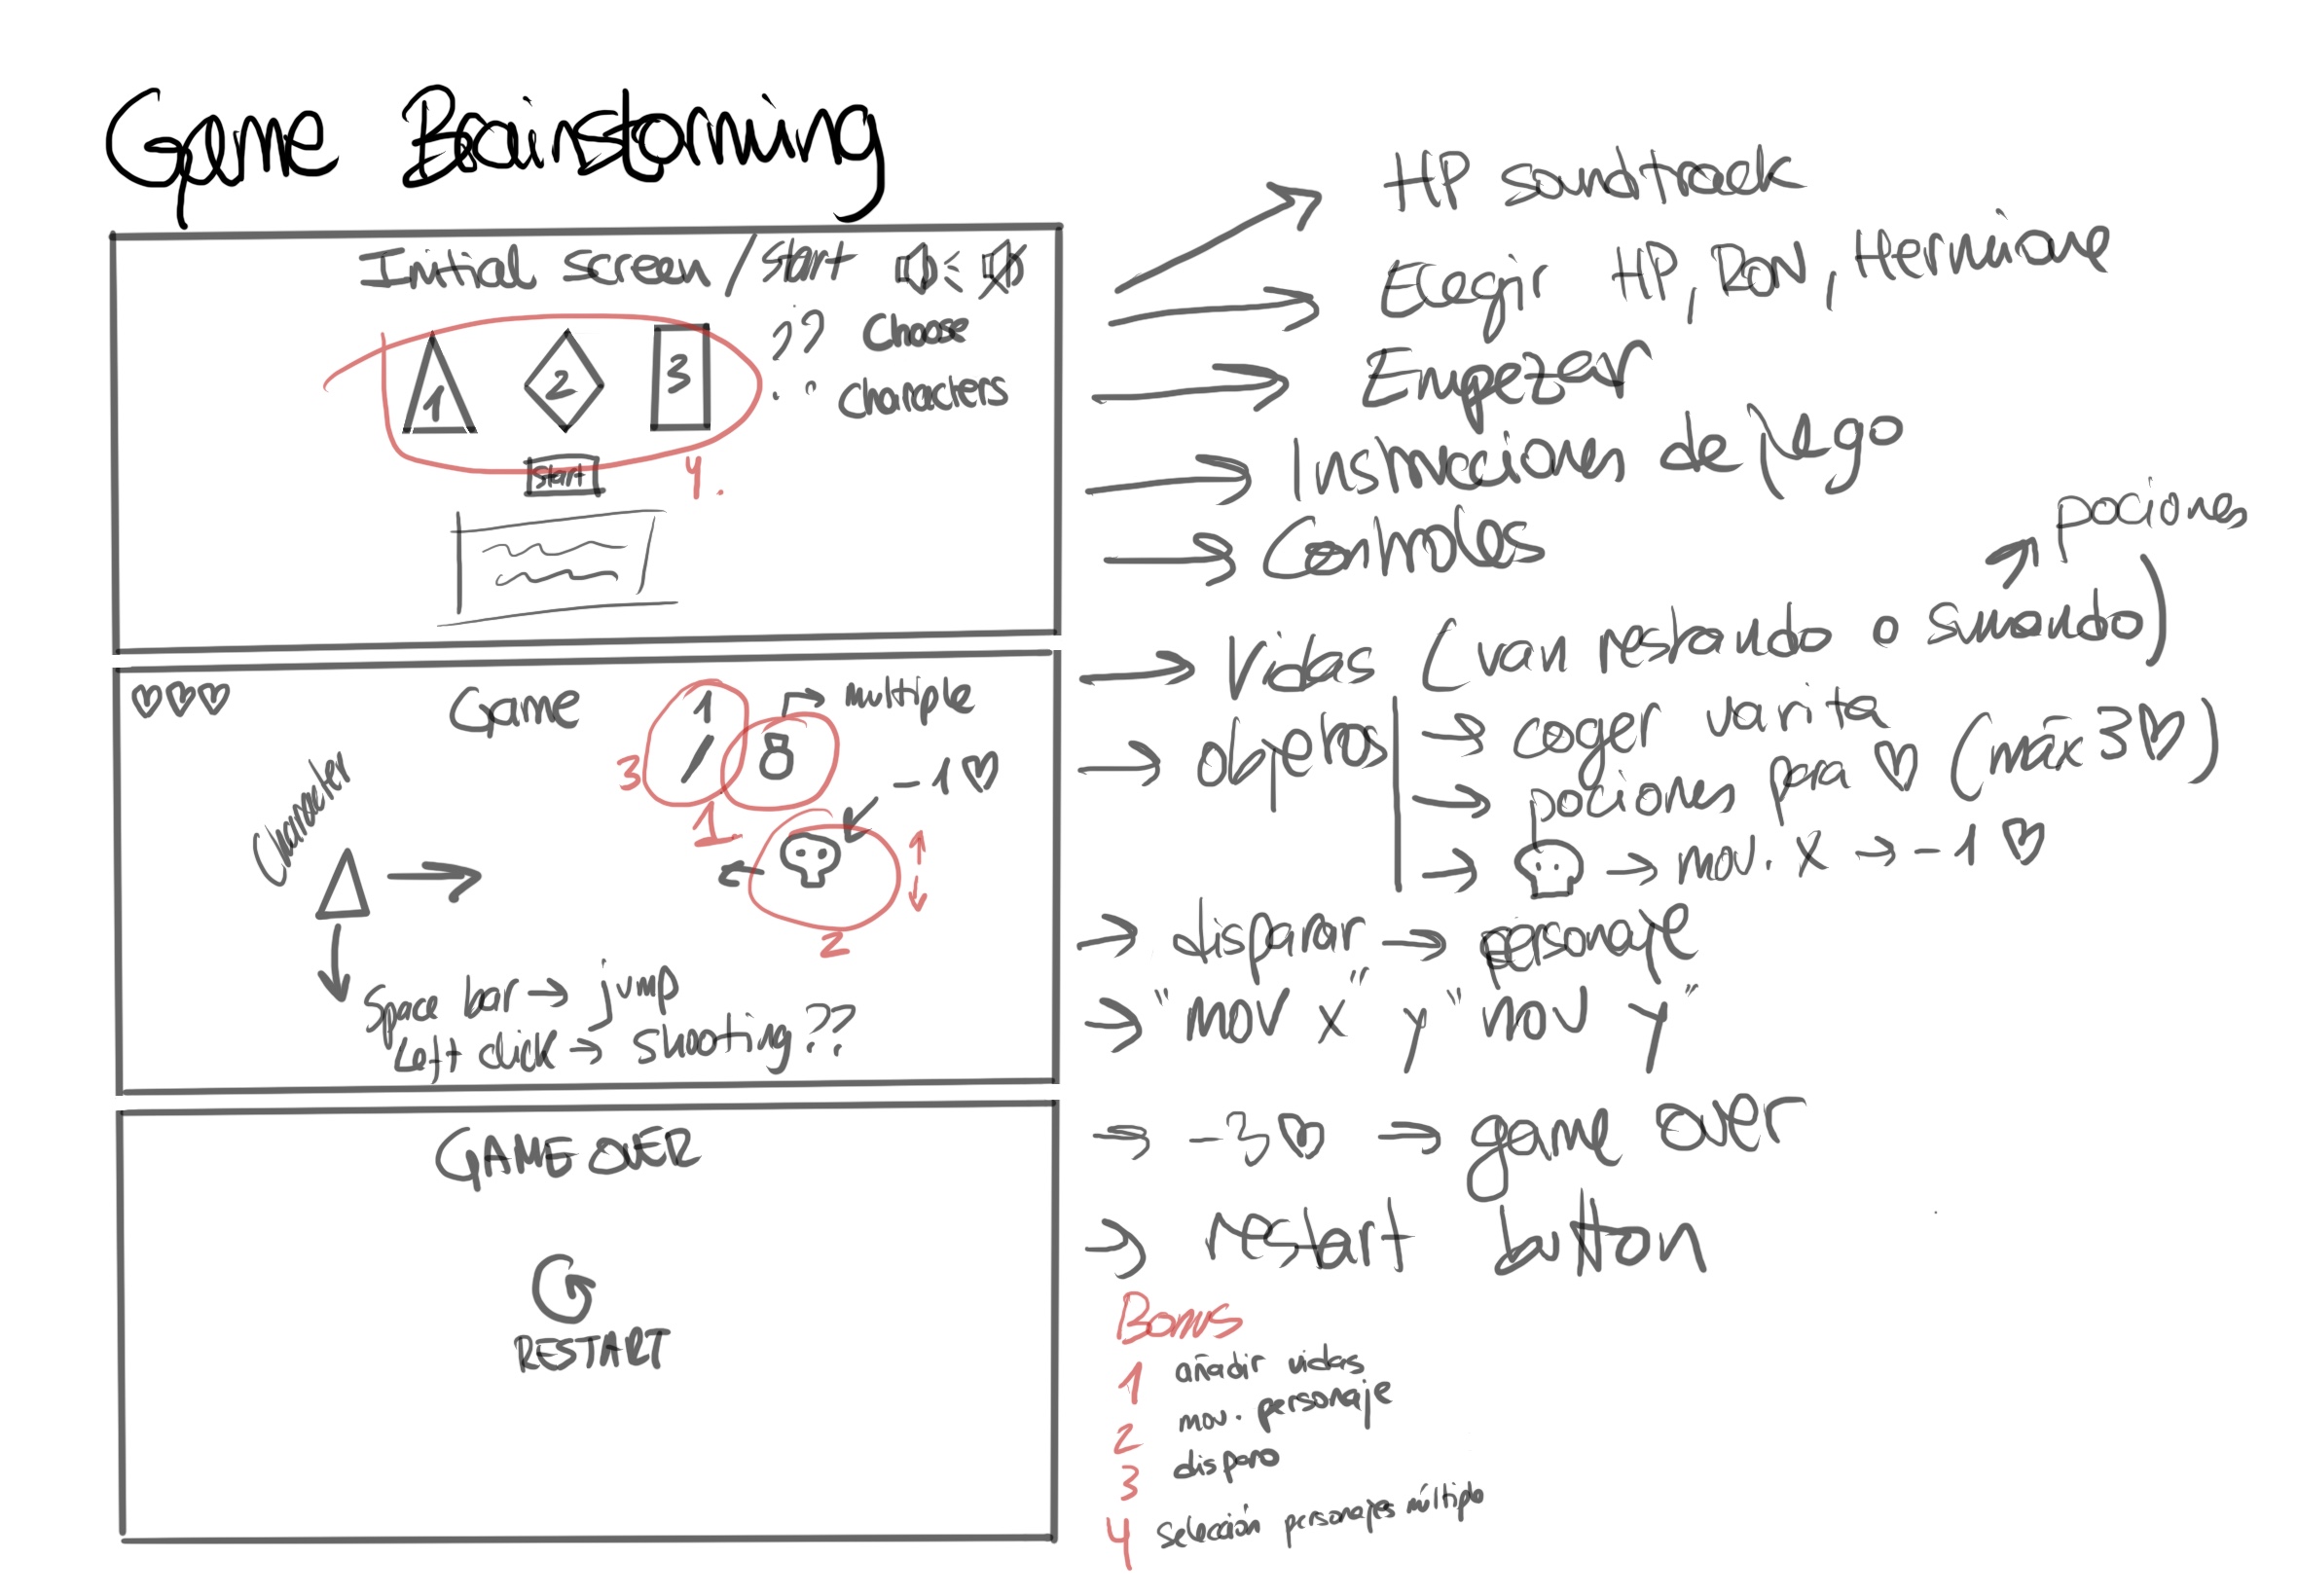 Game Brainstorming
Initial screen / Start
1 2 3
?? Choose
characters
Start
4.
Game
Character
1
multiple
3
1.
-1 ♡
2
Space bar → jump
Left click → shooting??
GAME OVER
RESTART
→ HP soundtrack
→ Ecegir HP, RON, Hermione
→ Empezar
→ Instrucciones de juego
→ Controles
→ pociones
→ Vidas (van restando o sumando)
→ objetos
→ coger varita
→ pociones para ♡ (máx 3 ♡)
→ → mov. x → -1 ♡
→ disparar → personaje
→ "MOV x" y "MOV y"
→ -3 ♡ → game over
→ restart button
Bonus
1 añadir vidas
2 mov. personaje
3 disparo
4 selección personajes múltiple